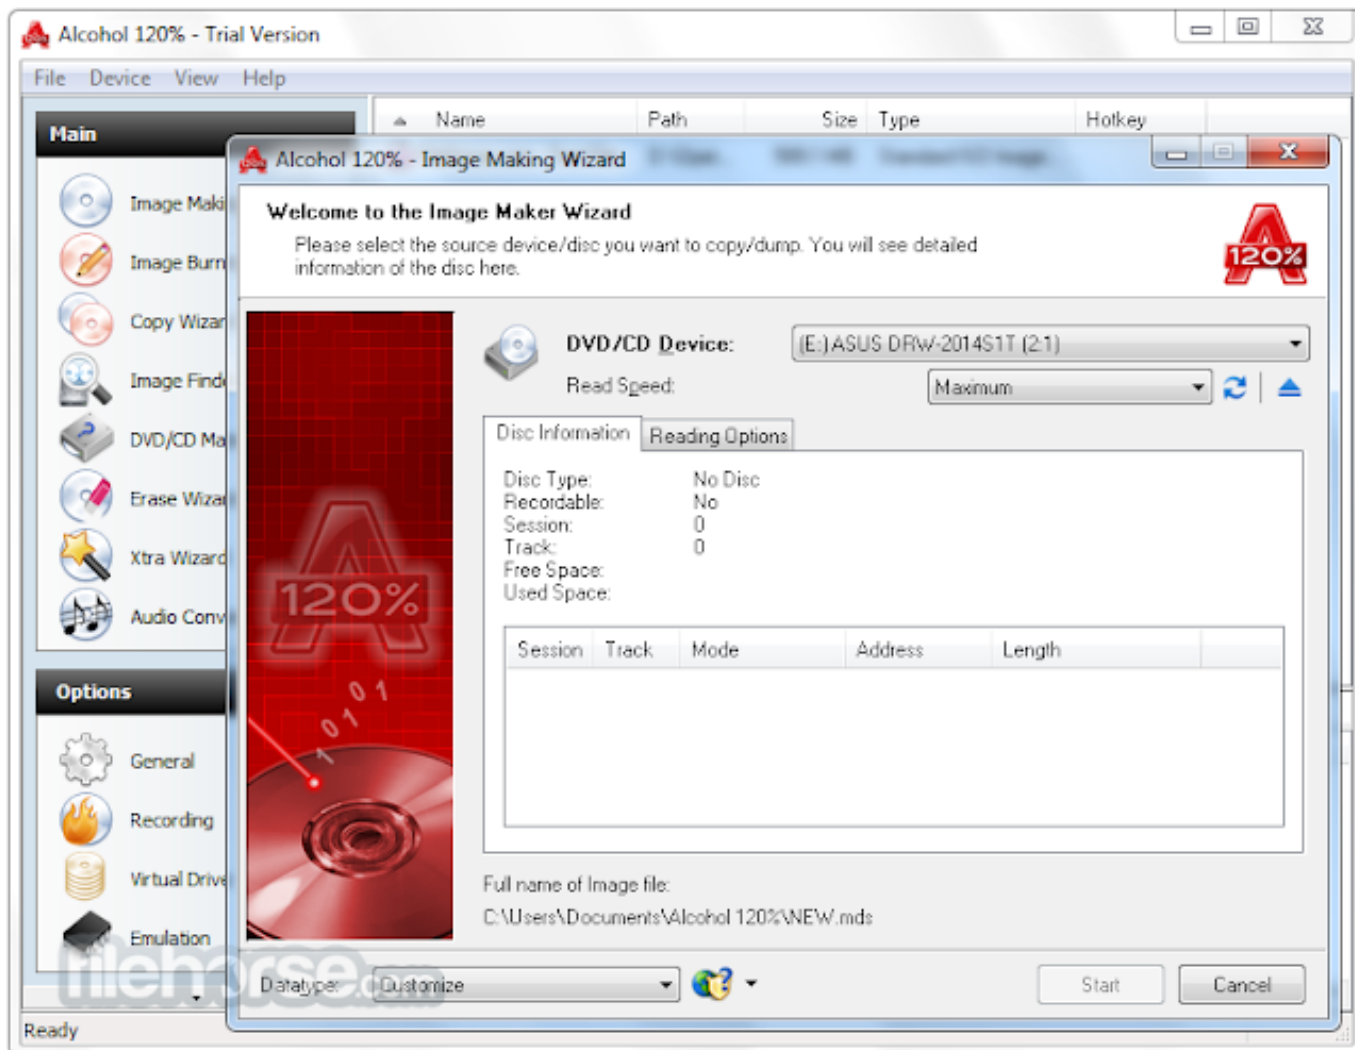 Alcohol 120% - Trial Version
File Device View Help
Main
Name Path Size Type Hotkey
Alcohol 120% - Image Making Wizard
Image Maki
Image Burn
Copy Wizar
Image Find
DVD/CD Ma
Erase Wizar
Xtra Wizard
Audio Conv
Options
General
Recording
Virtual Drive
Emulation
Welcome to the Image Maker Wizard
Please select the source device/disc you want to copy/dump. You will see detailed
information of the disc here.
120%
DVD/CD Device: (E:) ASUS DRW-2014S1T (2:1)
Read Speed: Maximum
Disc Information Reading Options
Disc Type: No Disc
Recordable: No
Session: 0
Track: 0
Free Space:
Used Space:
120%
10101
Session Track Mode Address Length
Full name of Image file:
C:\Users\Documents\Alcohol 120%\NEW.mds
Datatype: Customize
Start Cancel
filehorse.com
Ready